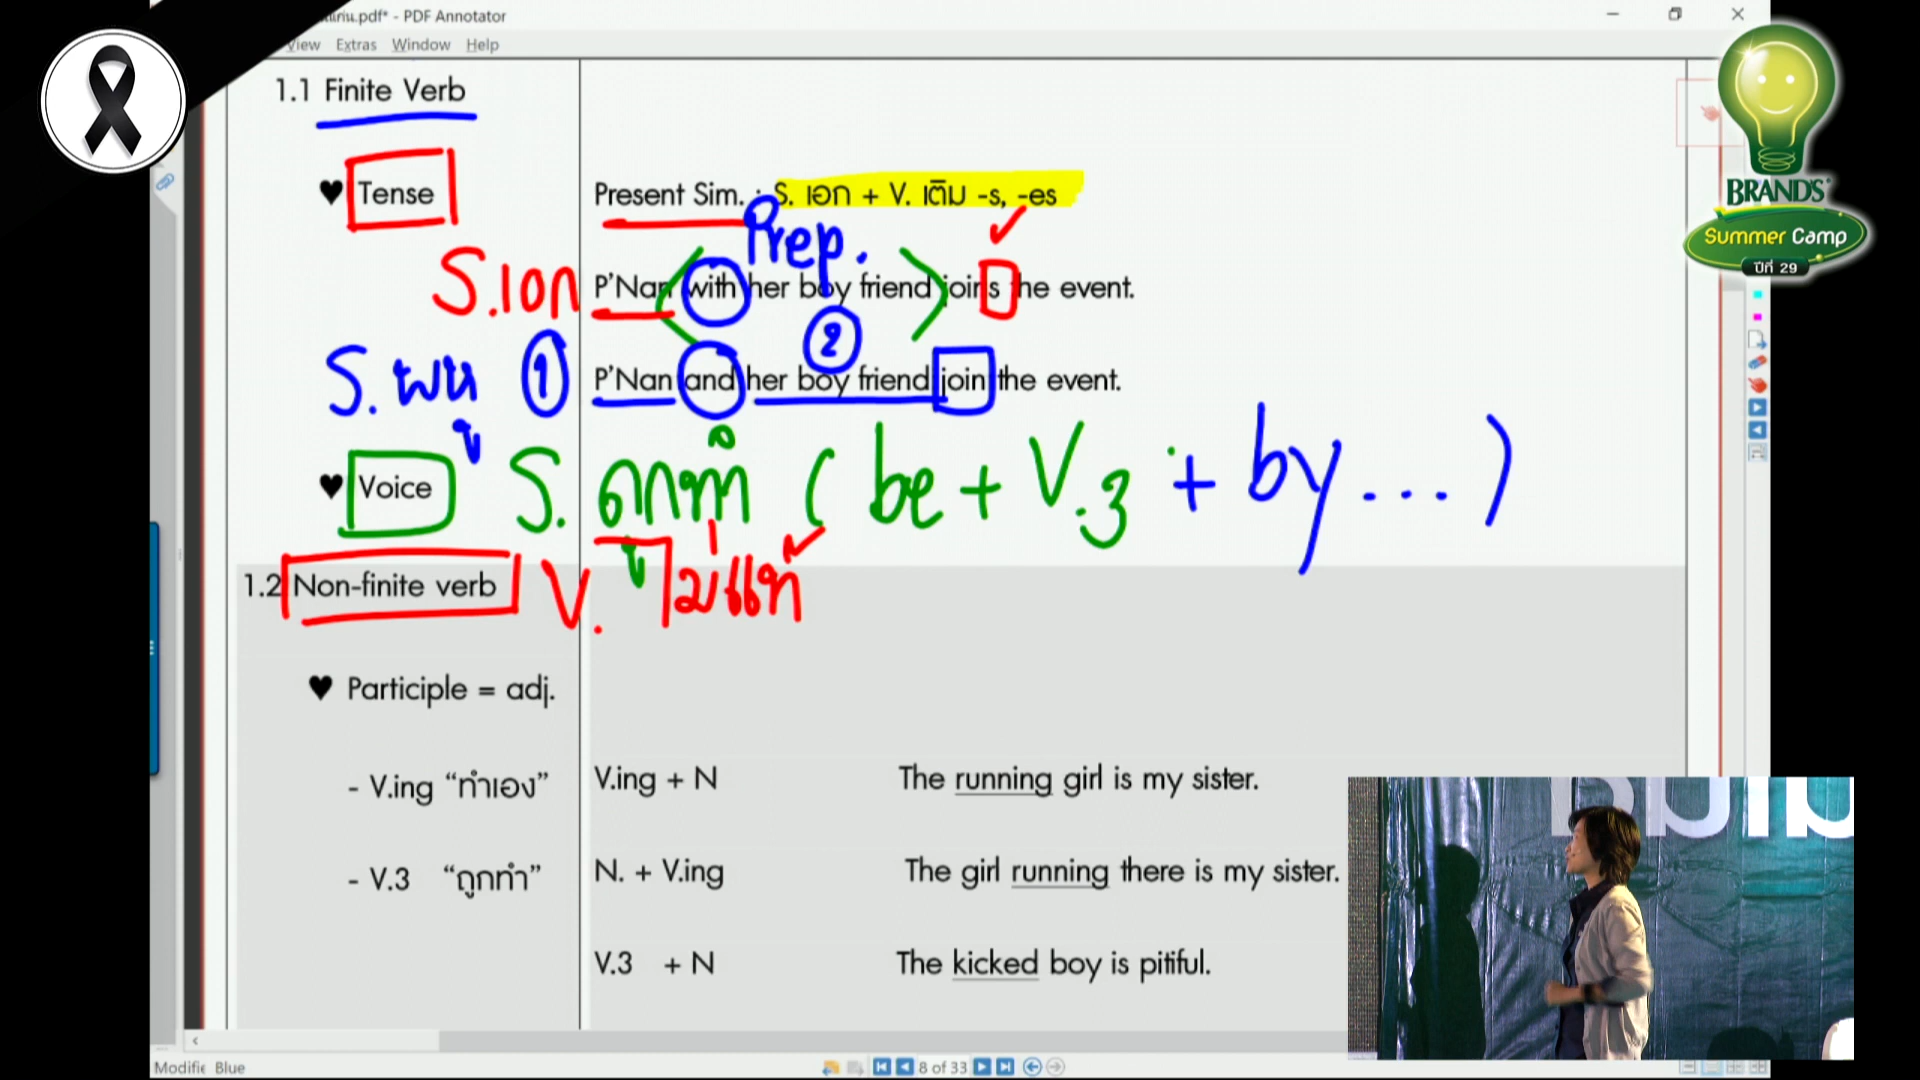 .pdf* - PDF Annotator
View Extras Window Help
1.1 Finite Verb
♥ Tense
Present Sim. : S. เอก + V. เติม -s, -es
Prep.
S.เอก
P'Nan with her boy friend joins the event.
2
S. พหู 1
P'Nan and her boy friend join the event.
♥ Voice
S. ถูกทำ ( be + V.3 + by ... )
1.2 Non-finite verb
V. ไม่แท้
♥ Participle = adj.
- V.ing “ทำเอง” V.ing + N The running girl is my sister.
- V.3 “ถูกทำ” N. + V.ing The girl running there is my sister.
V.3 + N The kicked boy is pitiful.
Modifie Blue
8 of 33
BRAND'S
Summer Camp
ปีที่ 29